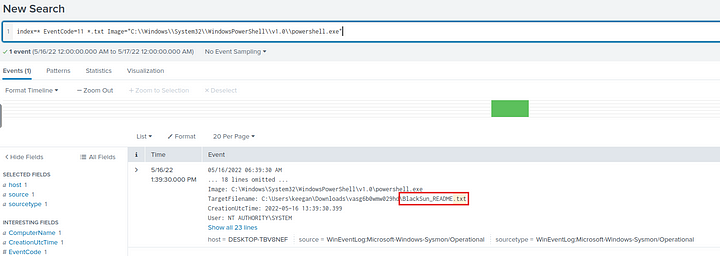 New Search
1 index=* EventCode=11 *.txt Image="C:\\Windows\\System32\\WindowsPowerShell\\v1.0\\powershell.exe"
✓ 1 event (5/16/22 12:00:00.000 AM to 5/17/22 12:00:00.000 AM) No Event Sampling
Events (1) Patterns Statistics Visualization
Format Timeline — Zoom Out + Zoom to Selection × Deselect
List Format 20 Per Page
< Hide Fields All Fields
i Time Event
SELECTED FIELDS
a host 1
a source 1
a sourcetype 1
INTERESTING FIELDS
a ComputerName 1
a CreationUtcTime 1
# EventCode 1
> 5/16/22
1:39:30.000 PM
05/16/2022 06:39:30 AM
... 18 lines omitted ...
Image: C:\Windows\System32\WindowsPowerShell\v1.0\powershell.exe
TargetFilename: C:\Users\keegan\Downloads\vasg6b0wmw029hd\BlackSun_README.txt
CreationUtcTime: 2022-05-16 13:39:30.399
User: NT AUTHORITY\SYSTEM
Show all 23 lines
host = DESKTOP-TBV8NEF source = WinEventLog:Microsoft-Windows-Sysmon/Operational sourcetype = WinEventLog:Microsoft-Windows-Sysmon/Operational